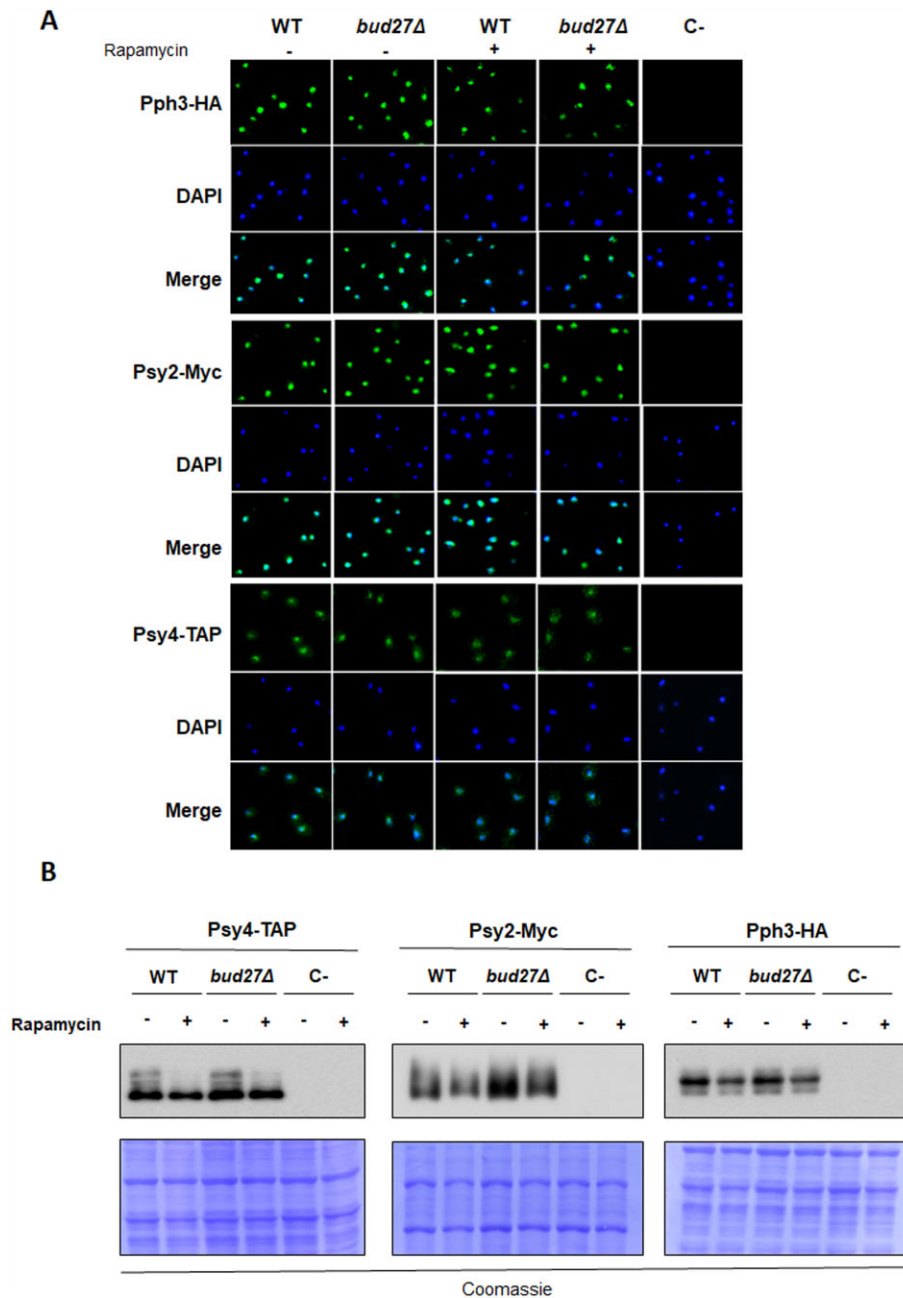 A
WT bud27Δ WT bud27Δ C-
Rapamycin - - + +
Pph3-HA
DAPI
Merge
Psy2-Myc
DAPI
Merge
Psy4-TAP
DAPI
Merge
B
Psy4-TAP Psy2-Myc Pph3-HA
WT bud27Δ C- WT bud27Δ C- WT bud27Δ C-
Rapamycin - + - + - + - + - + - + - + - + - +
Coomassie